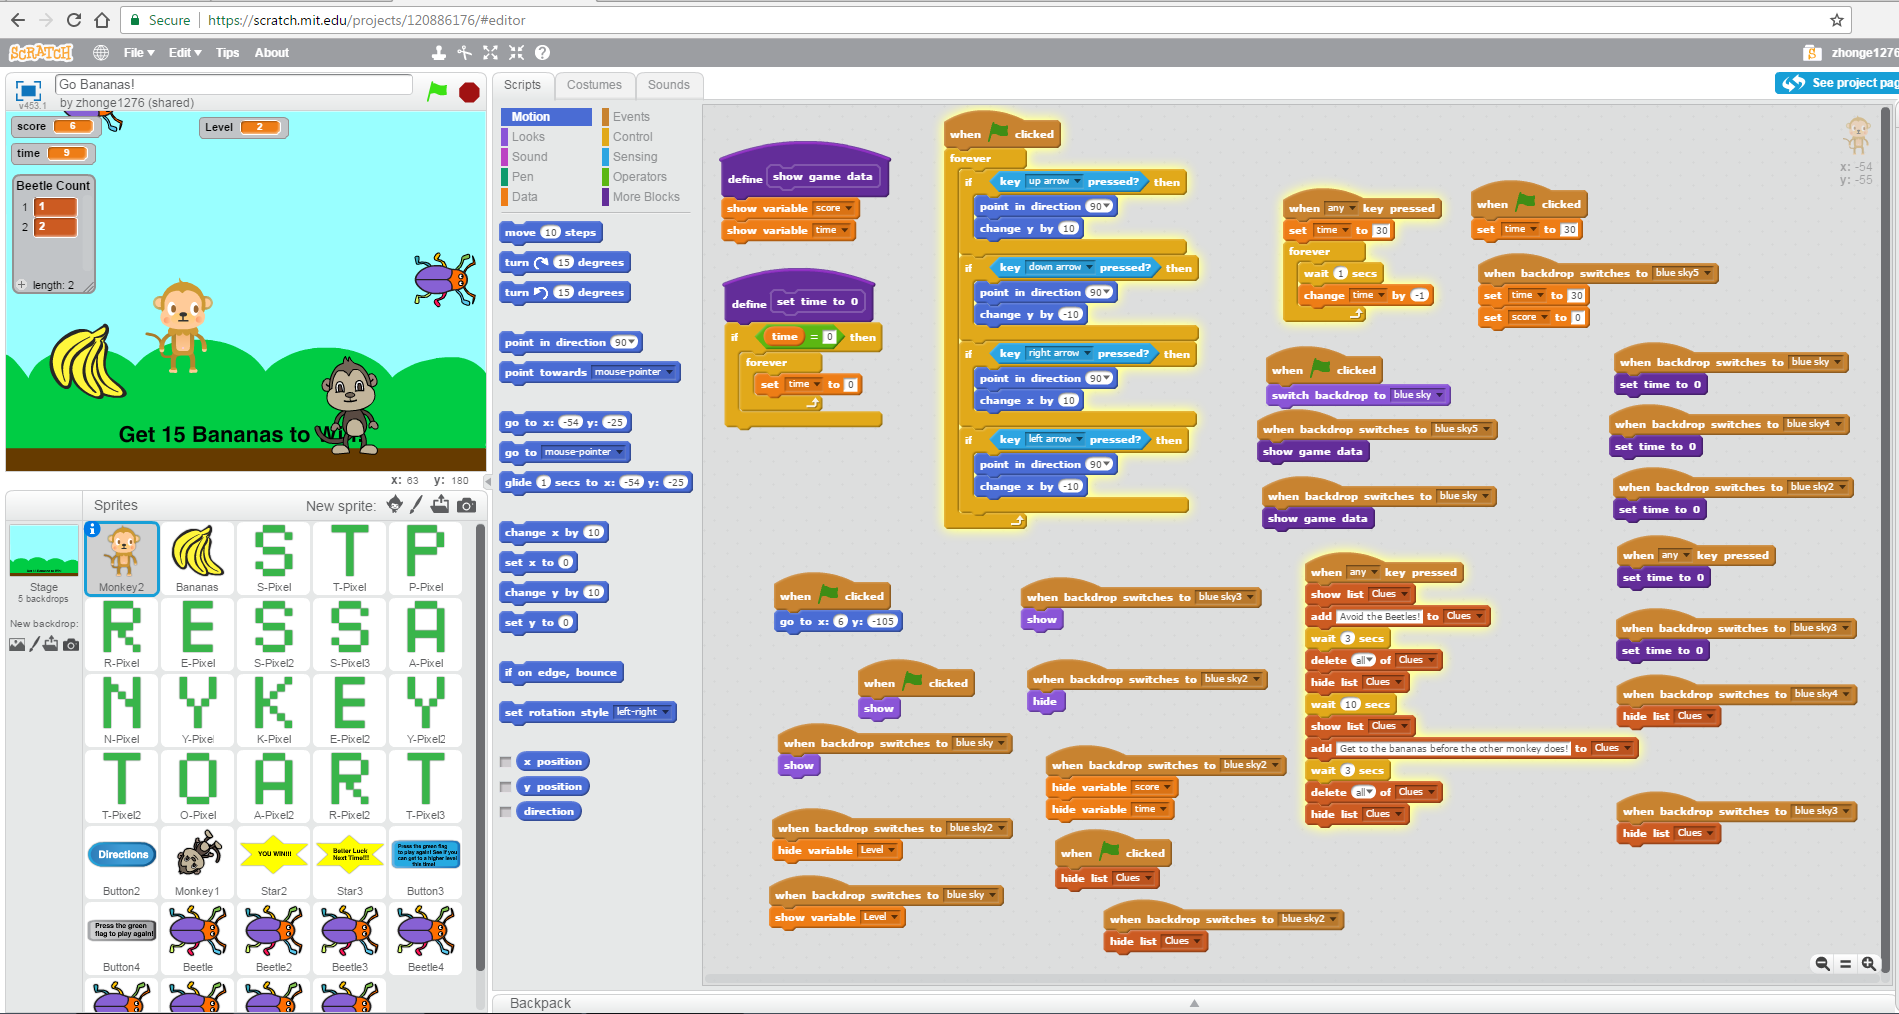 Secure https://scratch.mit.edu/projects/120886176/#editor
SCRATCH File Edit Tips About zhonge1276
Go Bananas!
by zhonge1276 (shared)
v453.1
Scripts Costumes Sounds
See project pag
score 6
Level 2
time 9
Beetle Count
1 1
2 2
+ length: 2
Get 15 Bananas to Win!
x: 63 y: 180
Motion Events
Looks Control
Sound Sensing
Pen Operators
Data More Blocks
move 10 steps
turn 15 degrees
turn 15 degrees
point in direction 90
point towards mouse-pointer
go to x: -54 y: -25
go to mouse-pointer
glide 1 secs to x: -54 y: -25
change x by 10
set x to 0
change y by 10
set y to 0
if on edge, bounce
set rotation style left-right
x position
y position
direction
Sprites New sprite:
Stage
5 backdrops
New backdrop:
Monkey2 Bananas S-Pixel T-Pixel P-Pixel
R-Pixel E-Pixel S-Pixel2 S-Pixel3 A-Pixel
N-Pixel Y-Pixel K-Pixel E-Pixel2 Y-Pixel2
T-Pixel2 O-Pixel A-Pixel2 R-Pixel2 T-Pixel3
Directions
YOU WIN!!!
Better Luck
Next Time!!!
Press the green flag
to play again! See if you
can get to a higher level
this time!
Button2 Monkey1 Star2 Star3 Button3
Press the green
flag to play again!
Button4 Beetle Beetle2 Beetle3 Beetle4
define show game data
show variable score
show variable time
define set time to 0
if time = 0 then
forever
set time to 0
when clicked
forever
if key up arrow pressed? then
point in direction 90
change y by 10
if key down arrow pressed? then
point in direction 90
change y by -10
if key right arrow pressed? then
point in direction 90
change x by 10
if key left arrow pressed? then
point in direction 90
change x by -10
when any key pressed
set time to 30
forever
wait 1 secs
change time by -1
when clicked
set time to 30
when backdrop switches to blue sky5
set time to 30
set score to 0
x: -54
y: -55
when clicked
switch backdrop to blue sky
when backdrop switches to blue sky5
show game data
when backdrop switches to blue sky
show game data
when backdrop switches to blue sky
set time to 0
when backdrop switches to blue sky4
set time to 0
when backdrop switches to blue sky2
set time to 0
when any key pressed
set time to 0
when backdrop switches to blue sky3
set time to 0
when backdrop switches to blue sky4
hide list Clues
when backdrop switches to blue sky3
hide list Clues
when clicked
go to x: 6 y: -105
when clicked
show
when backdrop switches to blue sky
show
when backdrop switches to blue sky2
hide variable Level
when backdrop switches to blue sky
show variable Level
when backdrop switches to blue sky3
show
when backdrop switches to blue sky2
hide
when backdrop switches to blue sky2
hide variable score
hide variable time
when clicked
hide list Clues
when backdrop switches to blue sky2
hide list Clues
when any key pressed
show list Clues
add Avoid the Beetles! to Clues
wait 3 secs
delete all of Clues
hide list Clues
wait 10 secs
show list Clues
add Get to the bananas before the other monkey does! to Clues
wait 3 secs
delete all of Clues
hide list Clues
Backpack